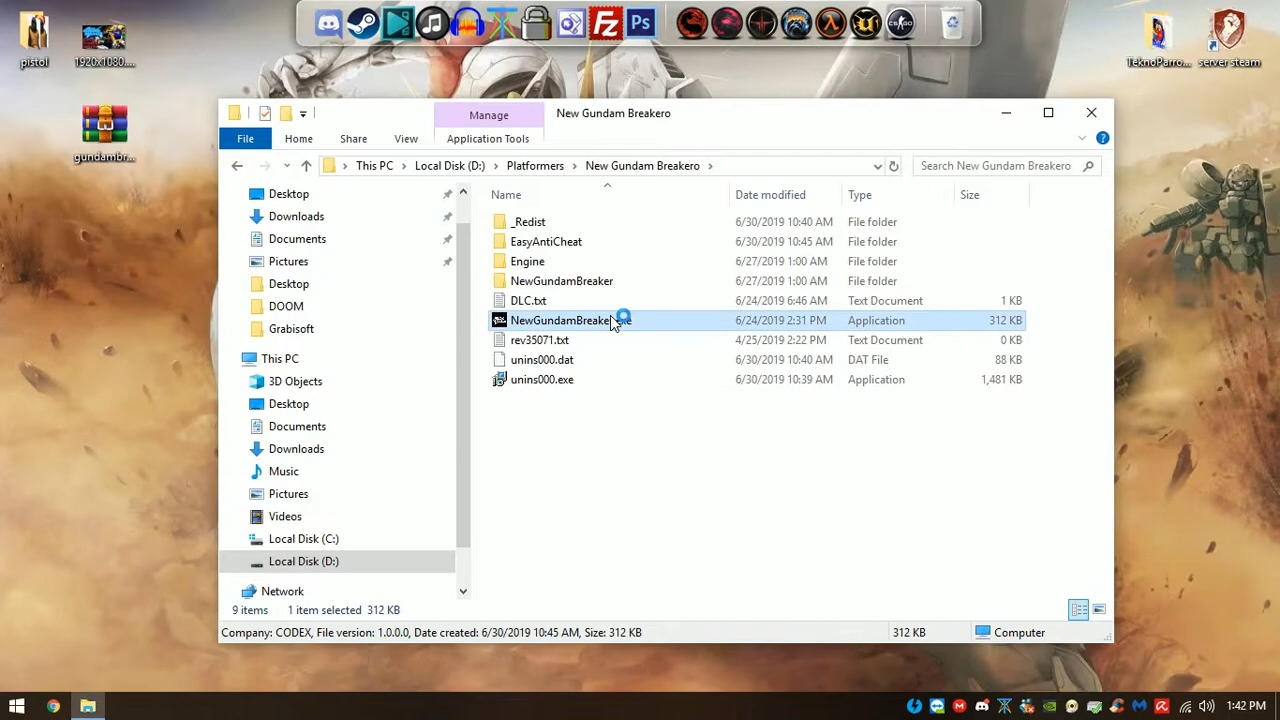 pistol
1920x1080....
gundambr...
TeknoParro...
server steam
Fz
Ps
CS:GO
Manage
New Gundam Breakero
File
Home
Share
View
Application Tools
This PC
Local Disk (D:)
Platformers
New Gundam Breakero
Search New Gundam Breakero
Desktop
Downloads
Documents
Pictures
Desktop
DOOM
Grabisoft
This PC
3D Objects
Desktop
Documents
Downloads
Music
Pictures
Videos
Local Disk (C:)
Local Disk (D:)
Network
Name
Date modified
Type
Size
_Redist 6/30/2019 10:40 AM File folder
EasyAntiCheat 6/30/2019 10:45 AM File folder
Engine 6/27/2019 1:00 AM File folder
NewGundamBreaker 6/27/2019 1:00 AM File folder
DLC.txt 6/24/2019 6:46 AM Text Document 1 KB
NewGundamBreake 6/24/2019 2:31 PM Application 312 KB
rev35071.txt 4/25/2019 2:22 PM Text Document 0 KB
unins000.dat 6/30/2019 10:40 AM DAT File 88 KB
unins000.exe 6/30/2019 10:39 AM Application 1,481 KB
9 items 1 item selected 312 KB
Company: CODEX, File version: 1.0.0.0, Date created: 6/30/2019 10:45 AM, Size: 312 KB
312 KB
Computer
1:42 PM